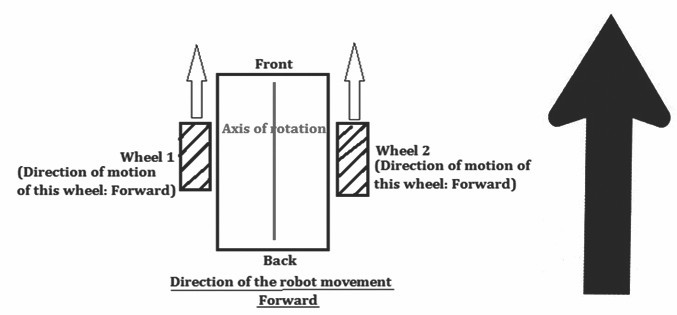 Front
Axis of rotation
Wheel 1
(Direction of motion
of this wheel: Forward)
Wheel 2
(Direction of motion of
this wheel: Forward)
Back
Direction of the robot movement
Forward